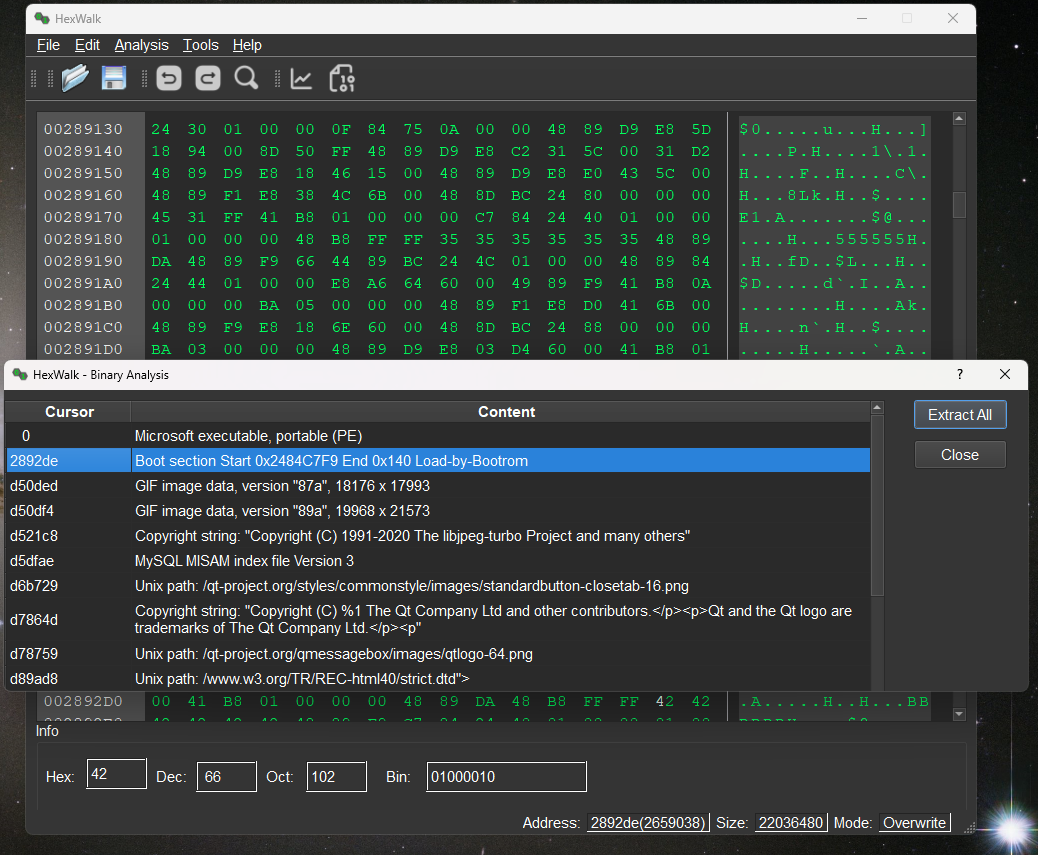 HexWalk
File Edit Analysis Tools Help
00289130 24 30 01 00 00 0F 84 75 0A 00 00 48 89 D9 E8 5D $0.....u...H...]
00289140 18 94 00 8D 50 FF 48 89 D9 E8 C2 31 5C 00 31 D2 ....P.H....1\.1.
00289150 48 89 D9 E8 18 46 15 00 48 89 D9 E8 E0 43 5C 00 H....F..H....C\.
00289160 48 89 F1 E8 38 4C 6B 00 48 8D BC 24 80 00 00 00 H...8Lk.H..$....
00289170 45 31 FF 41 B8 01 00 00 00 C7 84 24 40 01 00 00 E1.A.......$@...
00289180 01 00 00 00 48 B8 FF FF 35 35 35 35 35 35 48 89 ....H...555555H.
00289190 DA 48 89 F9 66 44 89 BC 24 4C 01 00 00 48 89 84 .H..fD..$L...H..
002891A0 24 44 01 00 00 E8 A6 64 60 00 49 89 F9 41 B8 0A $D.....d`.I..A..
002891B0 00 00 00 BA 05 00 00 00 48 89 F1 E8 D0 41 6B 00 ........H....Ak.
002891C0 48 89 F9 E8 18 6E 60 00 48 8D BC 24 88 00 00 00 H....n`.H..$....
002891D0 BA 03 00 00 00 48 89 D9 E8 03 D4 60 00 41 B8 01 .....H.....`.A..
HexWalk - Binary Analysis
Cursor Content
0 Microsoft executable, portable (PE)
2892de Boot section Start 0x2484C7F9 End 0x140 Load-by-Bootrom
d50ded GIF image data, version "87a", 18176 x 17993
d50df4 GIF image data, version "89a", 19968 x 21573
d521c8 Copyright string: "Copyright (C) 1991-2020 The libjpeg-turbo Project and many others"
d5dfae MySQL MISAM index file Version 3
d6b729 Unix path: /qt-project.org/styles/commonstyle/images/standardbutton-closetab-16.png
d7864d Copyright string: "Copyright (C) %1 The Qt Company Ltd and other contributors.</p><p>Qt and the Qt logo are
trademarks of The Qt Company Ltd.</p><p"
d78759 Unix path: /qt-project.org/qmessagebox/images/qtlogo-64.png
d89ad8 Unix path: /www.w3.org/TR/REC-html40/strict.dtd">
Extract All
Close
002892D0 00 41 B8 01 00 00 00 48 89 DA 48 B8 FF FF 42 42 .A.....H..H...BB
Info
Hex: 42 Dec: 66 Oct: 102 Bin: 01000010
Address: 2892de(2659038) Size: 22036480 Mode: Overwrite